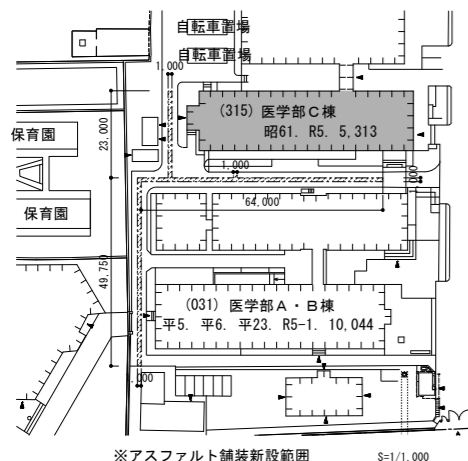 自転車置場
自転車置場
1,000
(315) 医学部C棟
昭61. R5. 5,313
23,000
保育園
保育園
1,000
64,000
49,750
(031) 医学部A・B棟
平5. 平6. 平23. R5-1. 10,044
※アスファルト舗装新設範囲
S=1/1,000